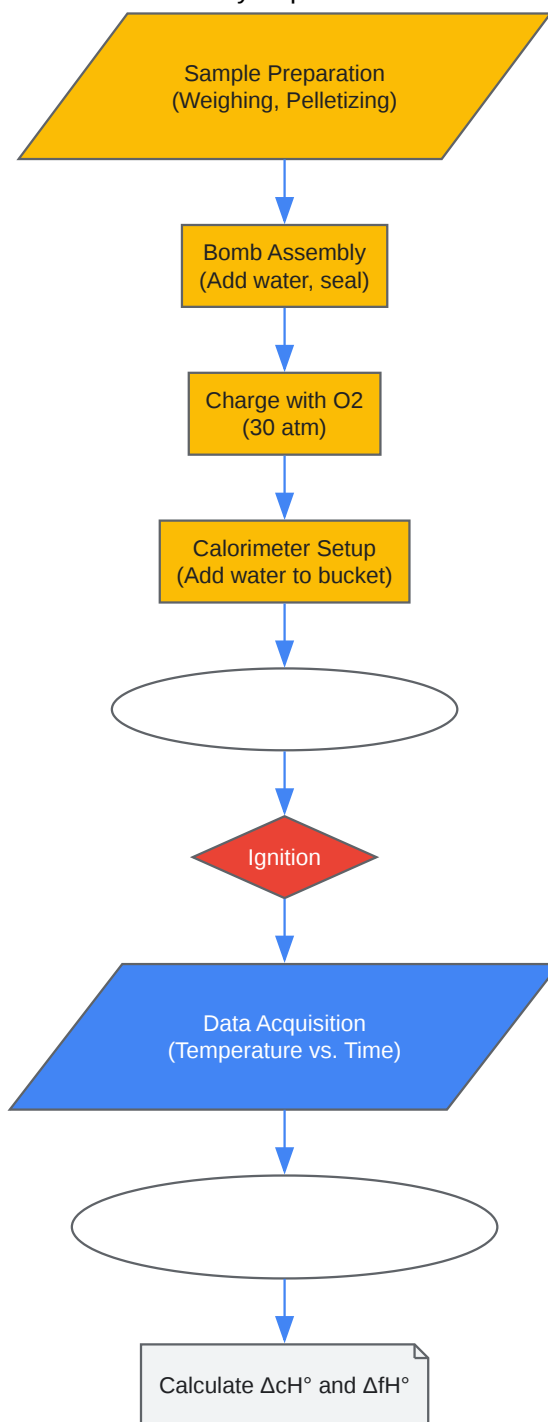 Sample Preparation
(Weighing, Pelletizing)
Bomb Assembly
(Add water, seal)
Charge with O2
(30 atm)
Calorimeter Setup
(Add water to bucket)
Ignition
Data Acquisition
(Temperature vs. Time)
Calculate ΔcH° and ΔfH°